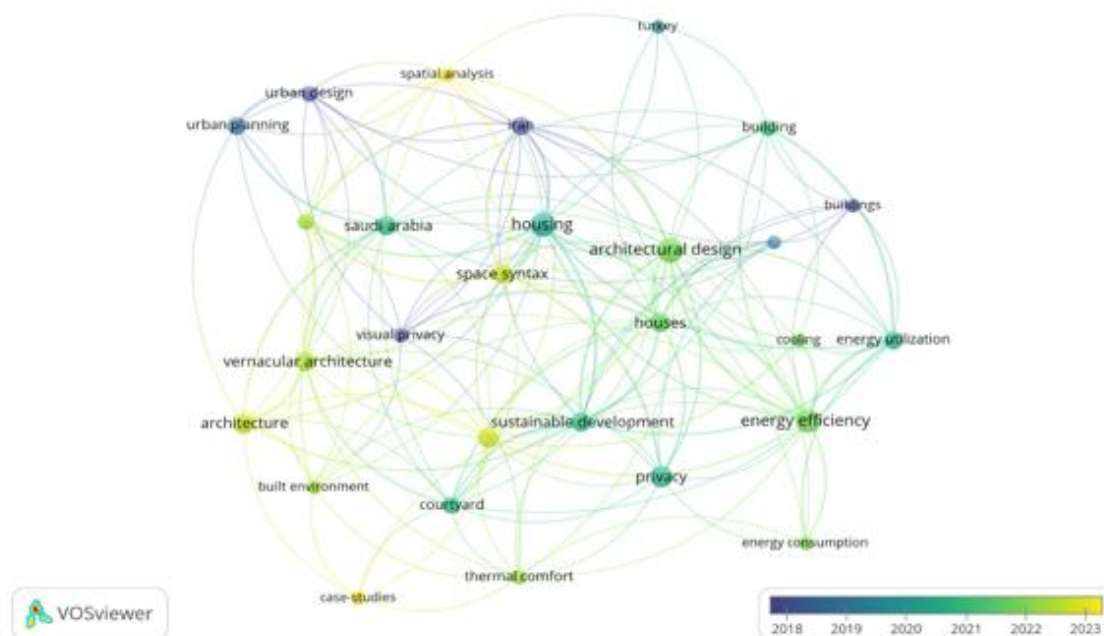 turkey
spatial analysis
urban design
urban planning
iran
building
buildings
saudi arabia
housing
architectural design
space syntax
houses
visual privacy
cooling
energy utilization
vernacular architecture
architecture
sustainable development
energy efficiency
built environment
privacy
courtyard
energy consumption
thermal comfort
case-studies
VOSviewer
2018 2019 2020 2021 2022 2023